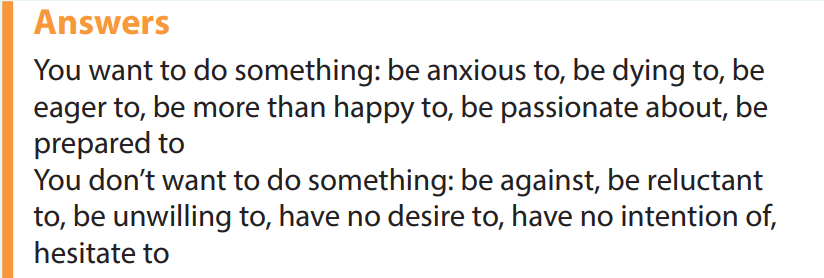 Answers
You want to do something: be anxious to, be dying to, be
eager to, be more than happy to, be passionate about, be
prepared to
You don’t want to do something: be against, be reluctant
to, be unwilling to, have no desire to, have no intention of,
hesitate to